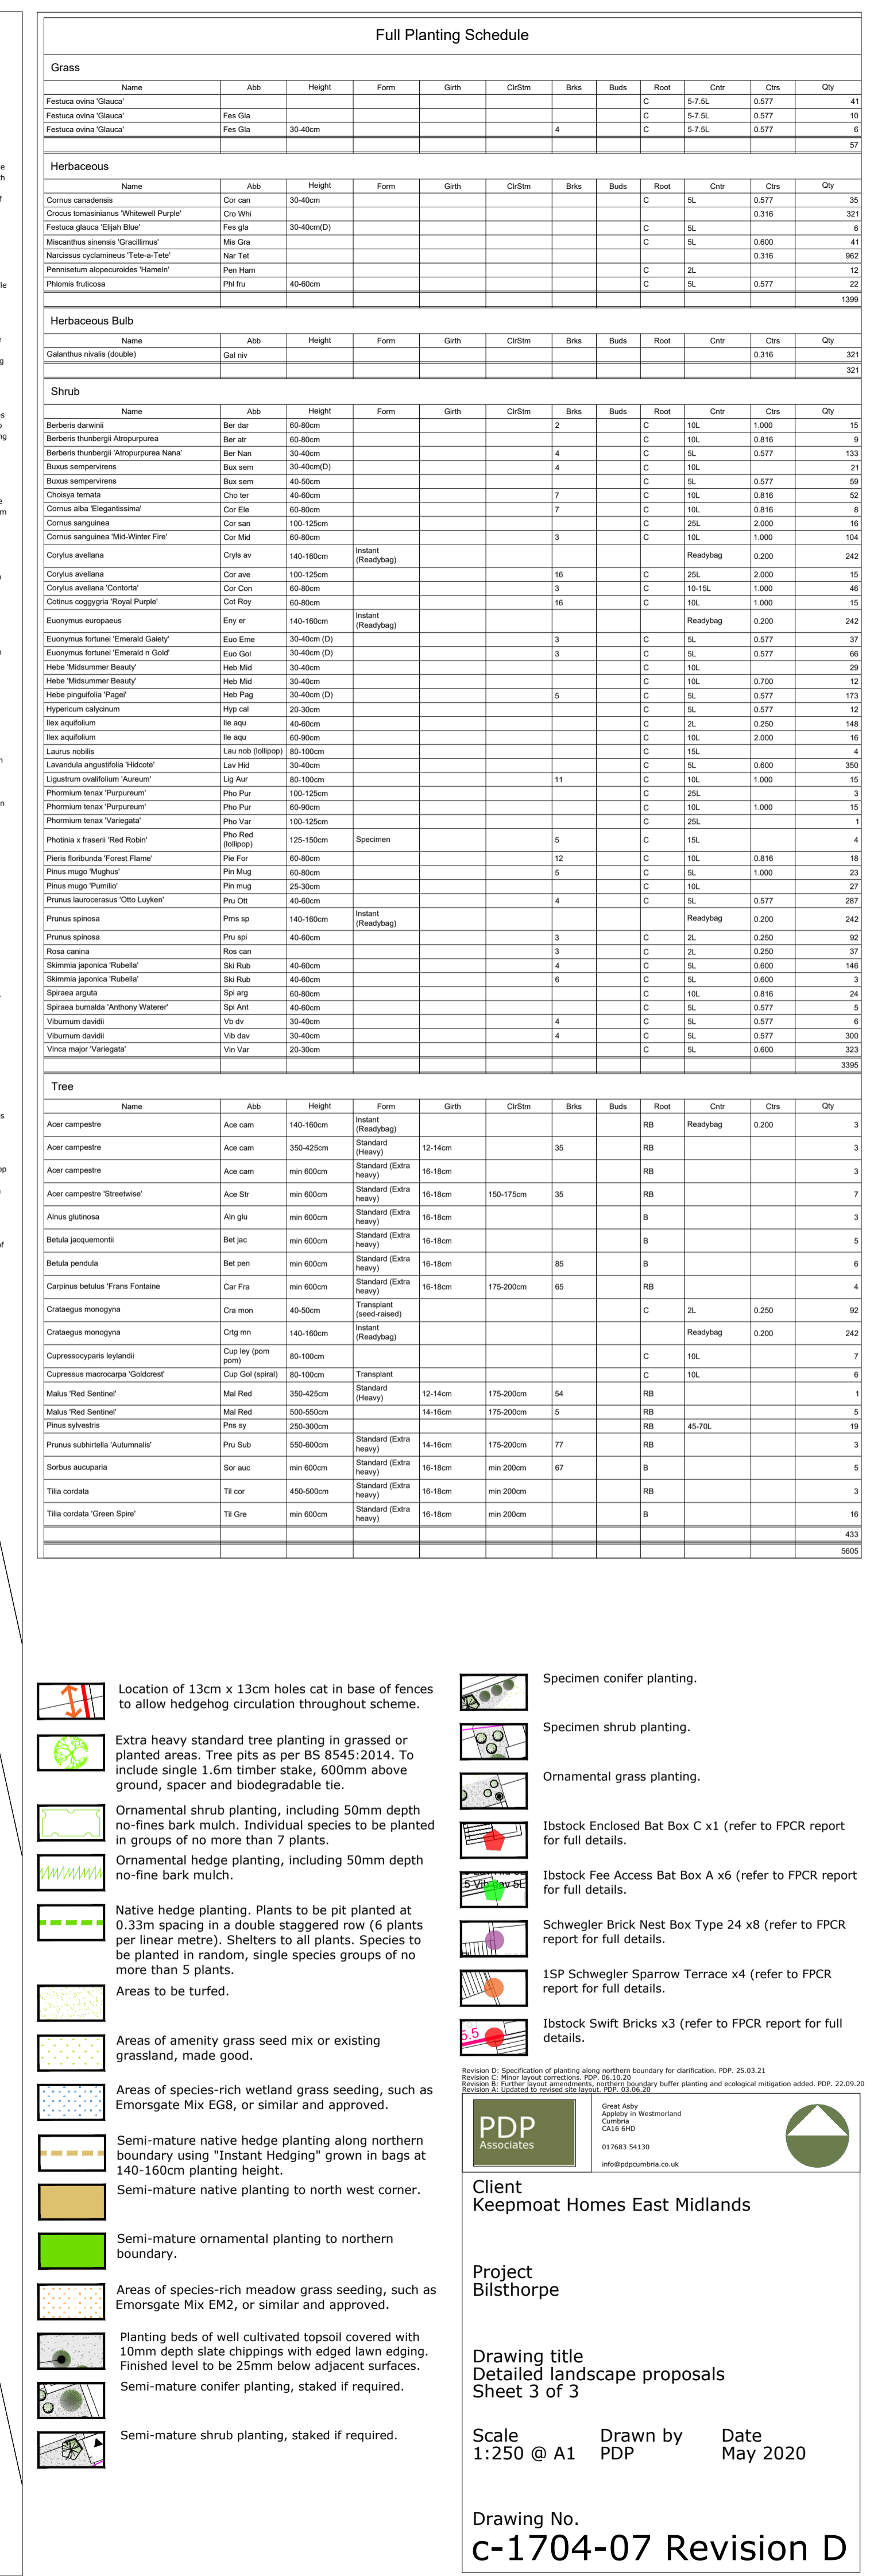 Full Planting Schedule
Grass
Name Abb Height Form Girth ClrStm Brks Buds Root Cntr Ctrs Qty
Festuca ovina 'Glauca' C 5-7.5L 0.577 41
Festuca ovina 'Glauca' Fes Gla C 5-7.5L 0.577 10
Festuca ovina 'Glauca' Fes Gla 30-40cm 4 C 5-7.5L 0.577 6
57
Herbaceous
Name Abb Height Form Girth ClrStm Brks Buds Root Cntr Ctrs Qty
Cornus canadensis Cor can 30-40cm C 5L 0.577 35
Crocus tomasinianus 'Whitewell Purple' Cro Whi 0.316 321
Festuca glauca 'Elijah Blue' Fes gla 30-40cm(D) C 5L 6
Miscanthus sinensis 'Gracillimus' Mis Gra C 5L 0.600 41
Narcissus cyclamineus 'Tete-a-Tete' Nar Tet 0.316 962
Pennisetum alopecuroides 'Hameln' Pen Ham C 2L 12
Phlomis fruticosa Phl fru 40-60cm C 5L 0.577 22
1399
Herbaceous Bulb
Name Abb Height Form Girth ClrStm Brks Buds Root Cntr Ctrs Qty
Galanthus nivalis (double) Gal niv 0.316 321
321
Shrub
Name Abb Height Form Girth ClrStm Brks Buds Root Cntr Ctrs Qty
Berberis darwinii Ber dar 60-80cm 2 C 10L 1.000 15
Berberis thunbergii Atropurpurea Ber atr 60-80cm C 10L 0.816 9
Berberis thunbergii 'Atropurpurea Nana' Ber Nan 30-40cm 4 C 5L 0.577 133
Buxus sempervirens Bux sem 30-40cm(D) 4 C 10L 21
Buxus sempervirens Bux sem 40-50cm C 5L 0.577 59
Choisya ternata Cho ter 40-60cm 7 C 10L 0.816 52
Cornus alba 'Elegantissima' Cor Ele 60-80cm 7 C 10L 0.816 8
Cornus sanguinea Cor san 100-125cm C 25L 2.000 16
Cornus sanguinea 'Mid-Winter Fire' Cor Mid 60-80cm 3 C 10L 1.000 104
Corylus avellana Cryls av 140-160cm Instant (Readybag) Readybag 0.200 242
Corylus avellana Cor ave 100-125cm 16 C 25L 2.000 15
Corylus avellana 'Contorta' Cor Con 60-80cm 3 C 10-15L 1.000 46
Cotinus coggygria 'Royal Purple' Cot Roy 60-80cm 16 C 10L 1.000 15
Euonymus europaeus Eny er 140-160cm Instant (Readybag) Readybag 0.200 242
Euonymus fortunei 'Emerald Gaiety' Euo Eme 30-40cm (D) 3 C 5L 0.577 37
Euonymus fortunei 'Emerald n Gold' Euo Gol 30-40cm (D) 3 C 5L 0.577 66
Hebe 'Midsummer Beauty' Heb Mid 30-40cm C 10L 29
Hebe 'Midsummer Beauty' Heb Mid 30-40cm C 10L 0.700 12
Hebe pinguifolia 'Pagei' Heb Pag 30-40cm (D) 5 C 5L 0.577 173
Hypericum calycinum Hyp cal 20-30cm C 5L 0.577 12
Ilex aquifolium Ile aqu 40-60cm C 2L 0.250 148
Ilex aquifolium Ile aqu 60-90cm C 10L 2.000 16
Laurus nobilis Lau nob (lollipop) 80-100cm C 15L 4
Lavandula angustifolia 'Hidcote' Lav Hid 30-40cm C 5L 0.600 350
Ligustrum ovalifolium 'Aureum' Lig Aur 80-100cm 11 C 10L 1.000 15
Phormium tenax 'Purpureum' Pho Pur 100-125cm C 25L 3
Phormium tenax 'Purpureum' Pho Pur 60-90cm C 10L 1.000 15
Phormium tenax 'Variegata' Pho Var 100-125cm C 25L 1
Photinia x fraserii 'Red Robin' Pho Red (lollipop) 125-150cm Specimen 5 C 15L 4
Pieris floribunda 'Forest Flame' Pie For 60-80cm 12 C 10L 0.816 18
Pinus mugo 'Mughus' Pin Mug 60-80cm 5 C 5L 1.000 23
Pinus mugo 'Pumilio' Pin mug 25-30cm C 10L 27
Prunus laurocerasus 'Otto Luyken' Pru Ott 40-60cm 4 C 5L 0.577 287
Prunus spinosa Prns sp 140-160cm Instant (Readybag) Readybag 0.200 242
Prunus spinosa Pru spi 40-60cm 3 C 2L 0.250 92
Rosa canina Ros can 3 C 2L 0.250 37
Skimmia japonica 'Rubella' Ski Rub 40-60cm 4 C 5L 0.600 146
Skimmia japonica 'Rubella' Ski Rub 40-60cm 6 C 5L 0.600 3
Spiraea arguta Spi arg 60-80cm C 10L 0.816 24
Spiraea bumalda 'Anthony Waterer' Spi Ant 40-60cm C 5L 0.577 5
Viburnum davidii Vb dv 30-40cm 4 C 5L 0.577 6
Viburnum davidii Vib dav 30-40cm 4 C 5L 0.577 300
Vinca major 'Variegata' Vin Var 20-30cm C 5L 0.600 323
3395
Tree
Name Abb Height Form Girth ClrStm Brks Buds Root Cntr Ctrs Qty
Acer campestre Ace cam 140-160cm Instant (Readybag) RB Readybag 0.200 3
Acer campestre Ace cam 350-425cm Standard (Heavy) 12-14cm 35 RB 3
Acer campestre Ace cam min 600cm Standard (Extra heavy) 16-18cm RB 3
Acer campestre 'Streetwise' Ace Str min 600cm Standard (Extra heavy) 16-18cm 150-175cm 35 RB 7
Alnus glutinosa Aln glu min 600cm Standard (Extra heavy) 16-18cm B 3
Betula jacquemontii Bet jac min 600cm Standard (Extra heavy) 16-18cm B 5
Betula pendula Bet pen min 600cm Standard (Extra heavy) 16-18cm 85 B 6
Carpinus betulus 'Frans Fontaine Car Fra min 600cm Standard (Extra heavy) 16-18cm 175-200cm 65 RB 4
Crataegus monogyna Cra mon 40-50cm Transplant (seed-raised) C 2L 0.250 92
Crataegus monogyna Crtg mn 140-160cm Instant (Readybag) Readybag 0.200 242
Cupressocyparis leylandii Cup ley (pom pom) 80-100cm C 10L 7
Cupressus macrocarpa 'Goldcrest' Cup Gol (spiral) 80-100cm Transplant C 10L 6
Malus 'Red Sentinel' Mal Red 350-425cm Standard (Heavy) 12-14cm 175-200cm 54 RB 1
Malus 'Red Sentinel' Mal Red 500-550cm 14-16cm 175-200cm 5 RB 5
Pinus sylvestris Pns sy 250-300cm RB 45-70L 19
Prunus subhirtella 'Autumnalis' Pru Sub 550-600cm Standard (Extra heavy) 14-16cm 175-200cm 77 RB 3
Sorbus aucuparia Sor auc min 600cm Standard (Extra heavy) 16-18cm min 200cm 67 B 5
Tilia cordata Til cor 450-500cm Standard (Extra heavy) 16-18cm min 200cm RB 3
Tilia cordata 'Green Spire' Til Gre min 600cm Standard (Extra heavy) 16-18cm min 200cm B 16
433
5605
Location of 13cm x 13cm holes cat in base of fences
to allow hedgehog circulation throughout scheme.
Extra heavy standard tree planting in grassed or
planted areas. Tree pits as per BS 8545:2014. To
include single 1.6m timber stake, 600mm above
ground, spacer and biodegradable tie.
Ornamental shrub planting, including 50mm depth
no-fines bark mulch. Individual species to be planted
in groups of no more than 7 plants.
Ornamental hedge planting, including 50mm depth
no-fine bark mulch.
Native hedge planting. Plants to be pit planted at
0.33m spacing in a double staggered row (6 plants
per linear metre). Shelters to all plants. Species to
be planted in random, single species groups of no
more than 5 plants.
Areas to be turfed.
Areas of amenity grass seed mix or existing
grassland, made good.
Areas of species-rich wetland grass seeding, such as
Emorsgate Mix EG8, or similar and approved.
Semi-mature native hedge planting along northern
boundary using "Instant Hedging" grown in bags at
140-160cm planting height.
Semi-mature native planting to north west corner.
Semi-mature ornamental planting to northern
boundary.
Areas of species-rich meadow grass seeding, such as
Emorsgate Mix EM2, or similar and approved.
Planting beds of well cultivated topsoil covered with
10mm depth slate chippings with edged lawn edging.
Finished level to be 25mm below adjacent surfaces.
Semi-mature conifer planting, staked if required.
Semi-mature shrub planting, staked if required.
Specimen conifer planting.
Specimen shrub planting.
Ornamental grass planting.
Ibstock Enclosed Bat Box C x1 (refer to FPCR report
for full details.
5 Vib dav 5L
Ibstock Fee Access Bat Box A x6 (refer to FPCR report
for full details.
Schwegler Brick Nest Box Type 24 x8 (refer to FPCR
report for full details.
1SP Schwegler Sparrow Terrace x4 (refer to FPCR
report for full details.
5.5
Ibstock Swift Bricks x3 (refer to FPCR report for full
details.
Revision D: Specification of planting along northern boundary for clarification. PDP. 25.03.21
Revision C: Minor layout corrections. PDP. 06.10.20
Revision B: Further layout amendments, northern boundary buffer planting and ecological mitigation added. PDP. 22.09.20
Revision A: Updated to revised site layout. PDP. 03.06.20
PDP
Associates
Great Asby
Appleby in Westmorland
Cumbria
CA16 6HD
017683 54130
info@pdpcumbria.co.uk
Client
Keepmoat Homes East Midlands
Project
Bilsthorpe
Drawing title
Detailed landscape proposals
Sheet 3 of 3
Scale Drawn by Date
1:250 @ A1 PDP May 2020
Drawing No.
c-1704-07 Revision D